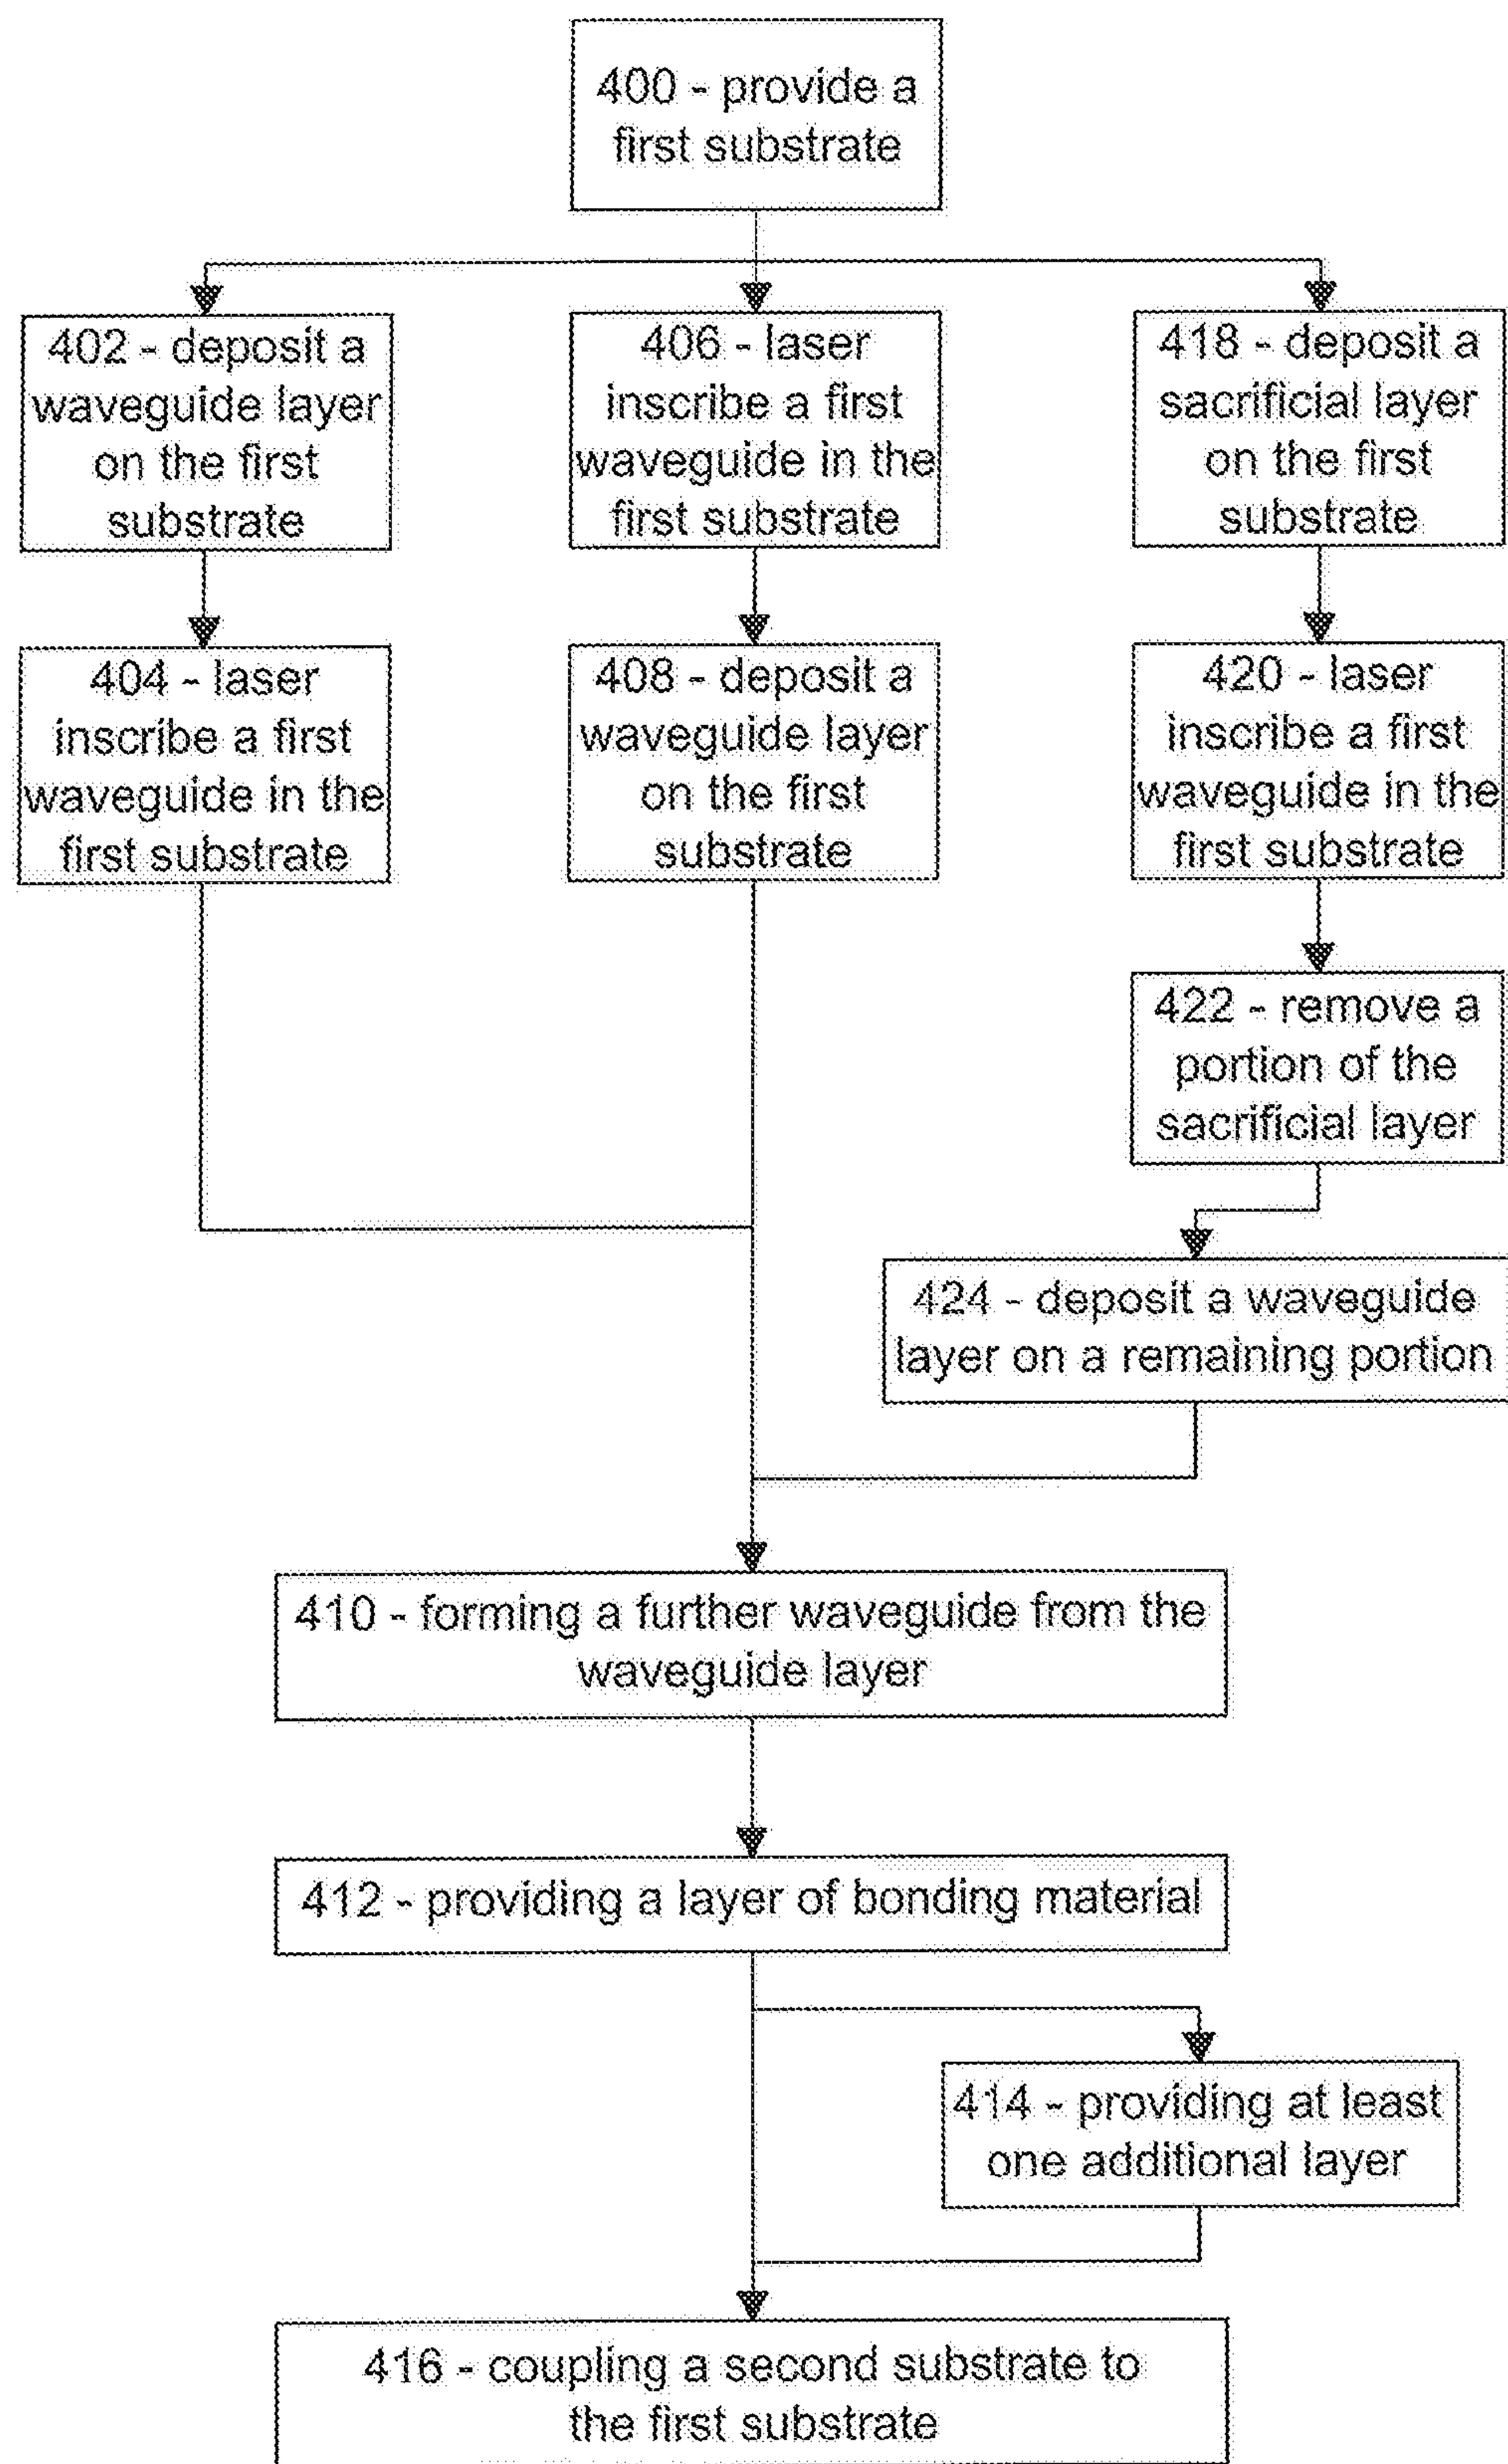 400 - provide a
first substrate
402 - deposit a
waveguide layer
on the first
substrate
406 - laser
inscribe a first
waveguide in the
first substrate
418 - deposit a
sacrificial layer
on the first
substrate
404 - laser
inscribe a first
waveguide in the
first substrate
408 - deposit a
waveguide layer
on the first
substrate
420 - laser
inscribe a first
waveguide in the
first substrate
422 - remove a
portion of the
sacrificial layer
424 - deposit a waveguide
layer on a remaining portion
410 - forming a further waveguide from the
waveguide layer
412 - providing a layer of bonding material
414 - providing at least
one additional layer
416 - coupling a second substrate to
the first substrate